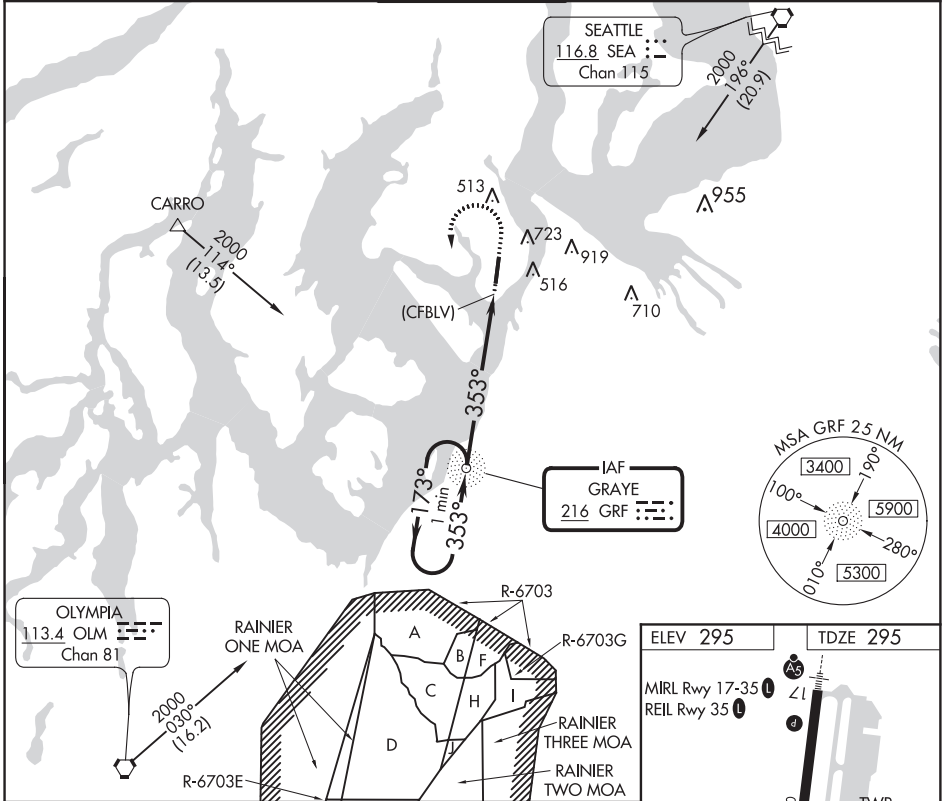 SEATTLE
116.8 SEA
Chan 115
2000
196°
(20.9)
CARRO
2000
114°
(13.5)
513
955
723
919
516
710
(CFBLV)
353°
173°
1 min
353°
IAF
GRAYE
216 GRF
MSA GRF 25 NM
3400
190°
100°
5900
4000
280°
010°
5300
OLYMPIA
113.4 OLM
Chan 81
2000
030°
(16.2)
RAINIER
ONE MOA
R-6703
R-6703G
A
B
F
C
H
I
D
J
RAINIER
THREE MOA
RAINIER
TWO MOA
R-6703E
ELEV 295
TDZE 295
A5
MIRL Rwy 17-35 L
REIL Rwy 35 L
17
P
TWR